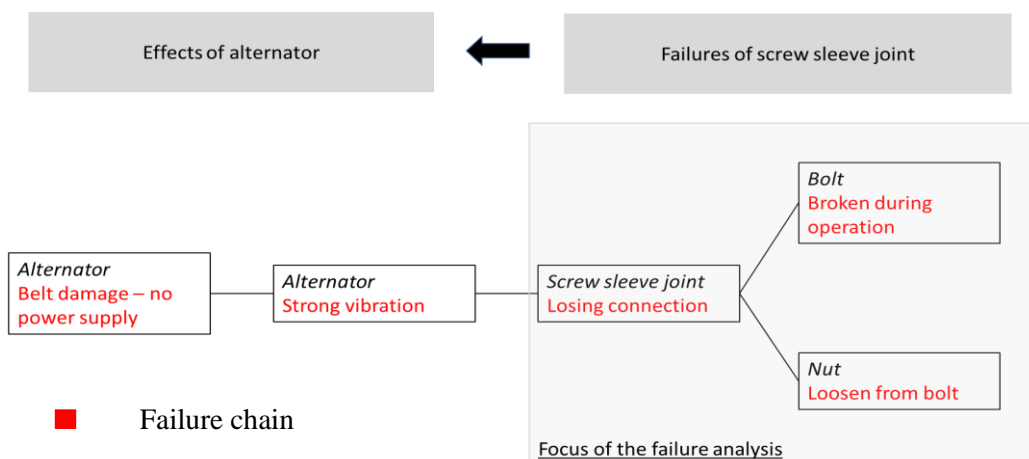 Effects of alternator
Failures of screw sleeve joint
Bolt
Broken during
operation
Alternator
Belt damage – no
power supply
Alternator
Strong vibration
Screw sleeve joint
Losing connection
Nut
Loosen from bolt
Failure chain
Focus of the failure analysis